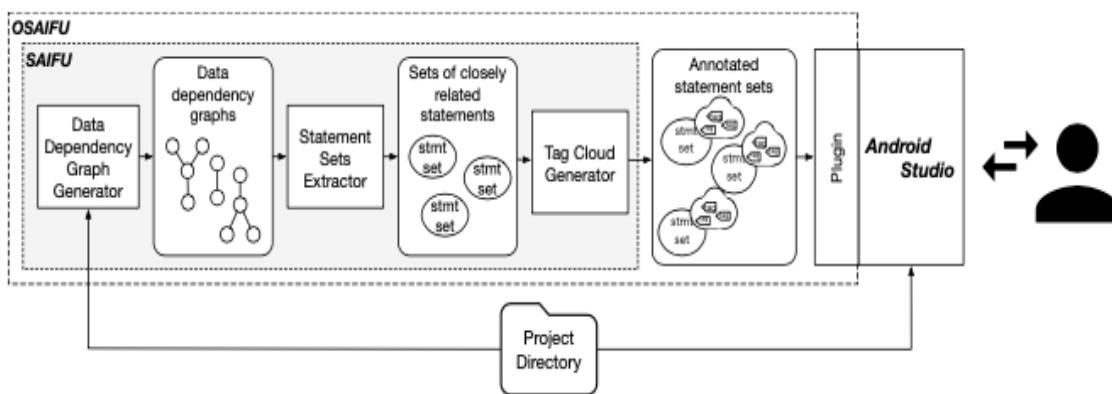 OSAIFU
SAIFU
Data
Dependency
Graph
Generator
Data
dependency
graphs
Statement
Sets
Extractor
Sets of closely
related
statements
stmt
set
stmt
set
stmt
set
Tag Cloud
Generator
Annotated
statement sets
stmt
set
stmt
set
stmt
set
Plugin
Android
Studio
Project
Directory